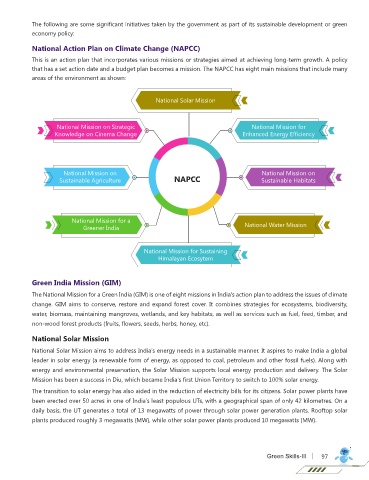 The following are some significant initiatives taken by the government as part of its sustainable development or green
economy policy:
National Action Plan on Climate Change (NAPCC)
This is an action plan that incorporates various missions or strategies aimed at achieving long-term growth. A policy
that has a set action date and a budget plan becomes a mission. The NAPCC has eight main missions that include many
areas of the environment as shown:
National Solar Mission
National Mission on Strategic
Knowledge on Cinema Change
National Mission for
Enhanced Energy Efficiency
National Mission on
Sustainable Agriculture
NAPCC
National Mission on
Sustainable Habitats
National Mission for a
Greener India
National Water Mission
National Mission for Sustaining
Himalayan Ecosytem
Green India Mission (GIM)
The National Mission for a Green India (GIM) is one of eight missions in India's action plan to address the issues of climate
change. GIM aims to conserve, restore and expand forest cover. It combines strategies for ecosystems, biodiversity,
water, biomass, maintaining mangroves, wetlands, and key habitats, as well as services such as fuel, feed, timber, and
non-wood forest products (fruits, flowers, seeds, herbs, honey, etc).
National Solar Mission
National Solar Mission aims to address India's energy needs in a sustainable manner. It aspires to make India a global
leader in solar energy (a renewable form of energy, as opposed to coal, petroleum and other fossil fuels). Along with
energy and environmental preservation, the Solar Mission supports local energy production and delivery. The Solar
Mission has been a success in Diu, which became India's first Union Territory to switch to 100% solar energy.
The transition to solar energy has also aided in the reduction of electricity bills for its citizens. Solar power plants have
been erected over 50 acres in one of India's least populous UTs, with a geographical span of only 42 kilometres. On a
daily basis, the UT generates a total of 13 megawatts of power through solar power generation plants. Rooftop solar
plants produced roughly 3 megawatts (MW), while other solar power plants produced 10 megawatts (MW).
Green Skills-III | 97